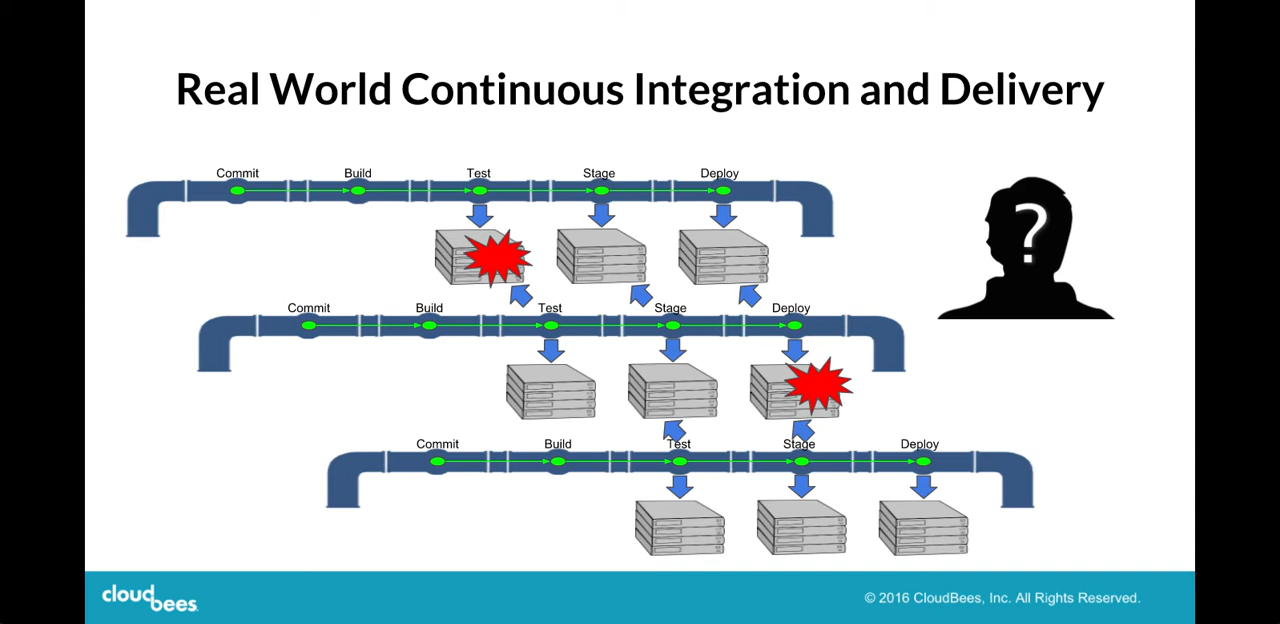 Real World Continuous Integration and Delivery
Commit Build Test Stage Deploy
?
Commit Build Test Stage Deploy
Commit Build Test Stage Deploy
cloudbees
© 2016 CloudBees, Inc. All Rights Reserved.